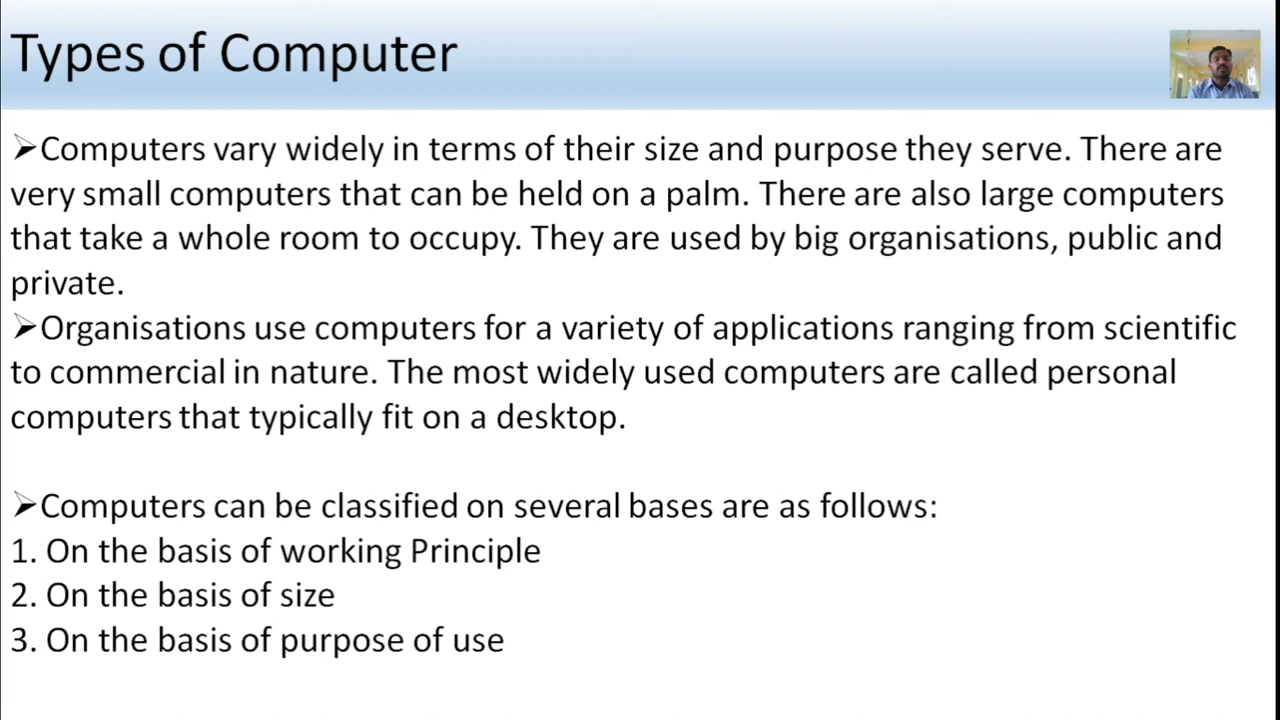 Types of Computer
➢Computers vary widely in terms of their size and purpose they serve. There are
very small computers that can be held on a palm. There are also large computers
that take a whole room to occupy. They are used by big organisations, public and
private.
➢Organisations use computers for a variety of applications ranging from scientific
to commercial in nature. The most widely used computers are called personal
computers that typically fit on a desktop.
➢Computers can be classified on several bases are as follows:
1. On the basis of working Principle
2. On the basis of size
3. On the basis of purpose of use